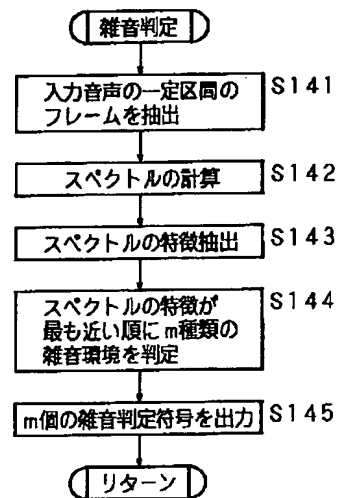 雑音判定
入力音声の一定区間の
フレームを抽出
S141
スペクトルの計算
S142
スペクトルの特徴抽出
S143
スペクトルの特徴が
最も近い順にm種類の
雑音環境を判定
S144
m個の雑音判定符号を出力
S145
リターン